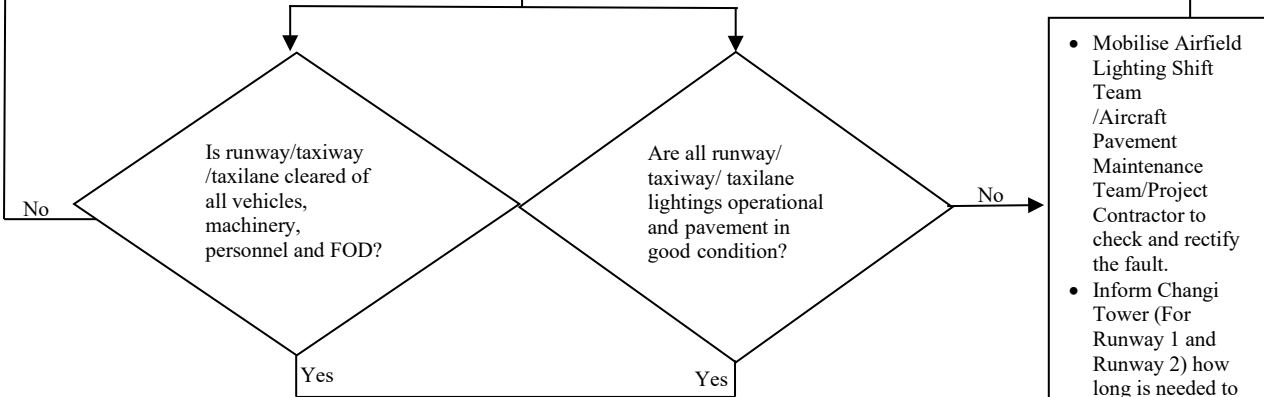 Is runway/taxiway
/taxilane cleared of
all vehicles,
machinery,
personnel and FOD?
No
Yes
Are all runway/
taxiway/ taxilane
lightings operational
and pavement in
good condition?
No
Yes
• Mobilise Airfield
Lighting Shift
Team
/Aircraft
Pavement
Maintenance
Team/Project
Contractor to
check and rectify
the fault.
• Inform Changi
Tower (For
Runway 1 and
Runway 2) how
long is needed to